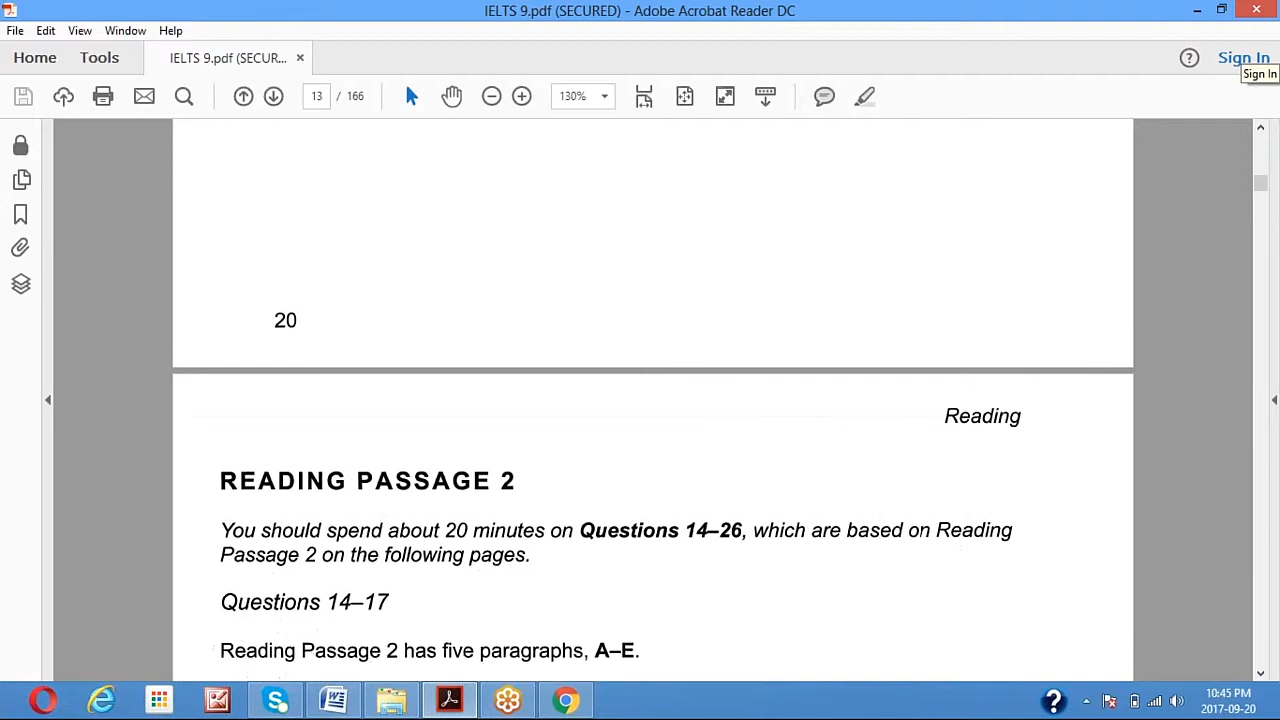 IELTS 9.pdf (SECURED) - Adobe Acrobat Reader DC
File Edit View Window Help
Home Tools IELTS 9.pdf (SECUR... × Sign In
Sign In
13 / 166 130%
20
Reading
READING PASSAGE 2
You should spend about 20 minutes on Questions 14–26, which are based on Reading
Passage 2 on the following pages.
Questions 14–17
Reading Passage 2 has five paragraphs, A–E.
10:45 PM
2017-09-20